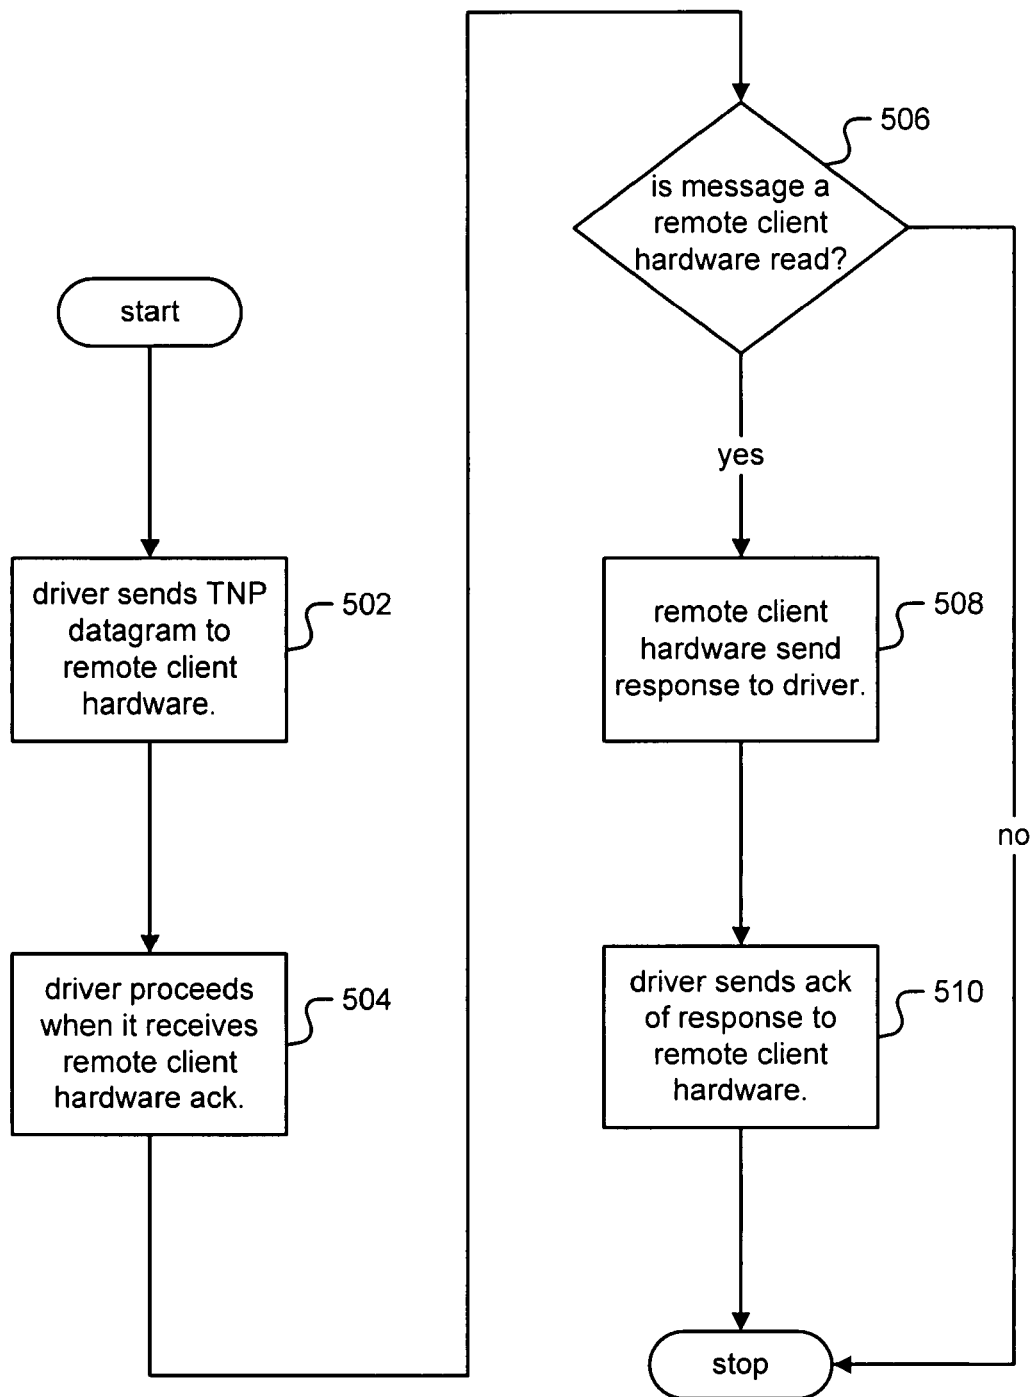 start
driver sends TNP
datagram to
remote client
hardware.
502
driver proceeds
when it receives
remote client
hardware ack.
504
is message a
remote client
hardware read?
506
yes
remote client
hardware send
response to driver.
508
no
driver sends ack
of response to
remote client
hardware.
510
stop